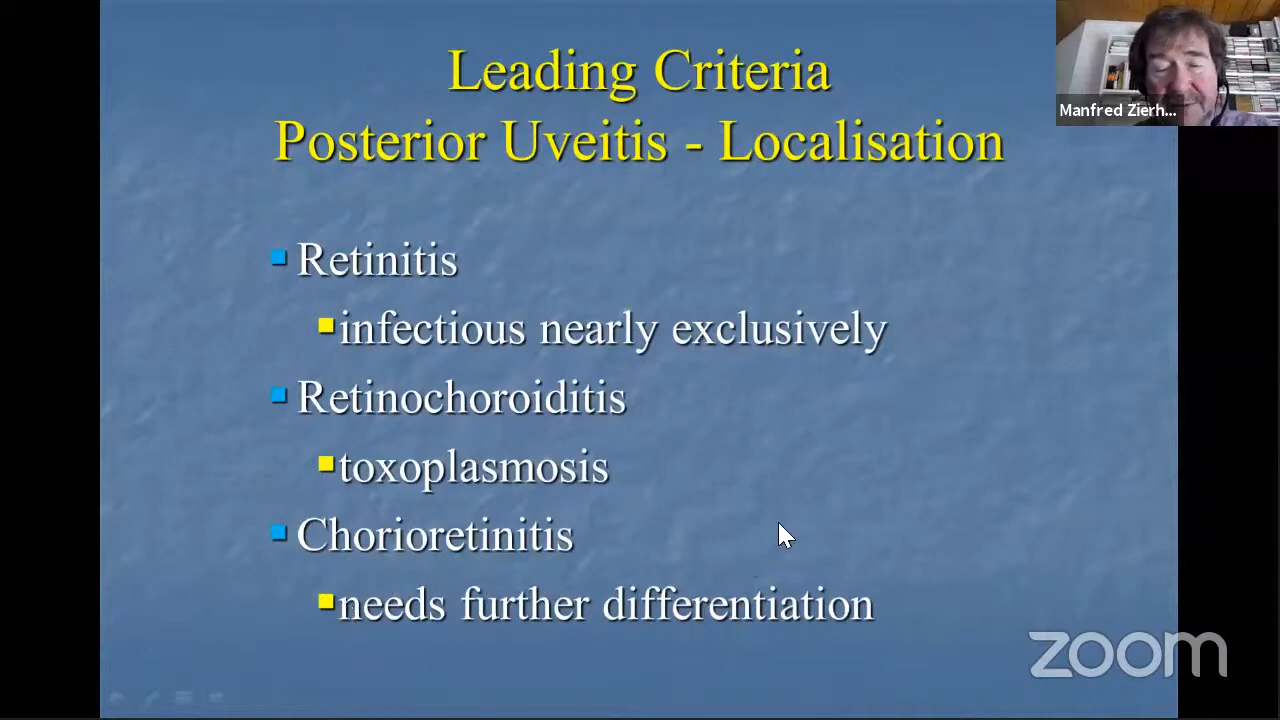 Leading Criteria
Posterior Uveitis - Localisation
Manfred Zierh...
Retinitis
infectious nearly exclusively
Retinochoroiditis
toxoplasmosis
Chorioretinitis
needs further differentiation
zoom